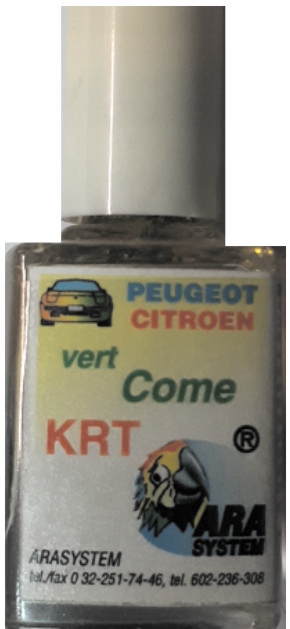 PEUGEOT
CITROEN
vert
Come
KRT ®
ARA
SYSTEM
ARASYSTEM
tel./fax 0 32-251-74-46, tel. 602-236-308